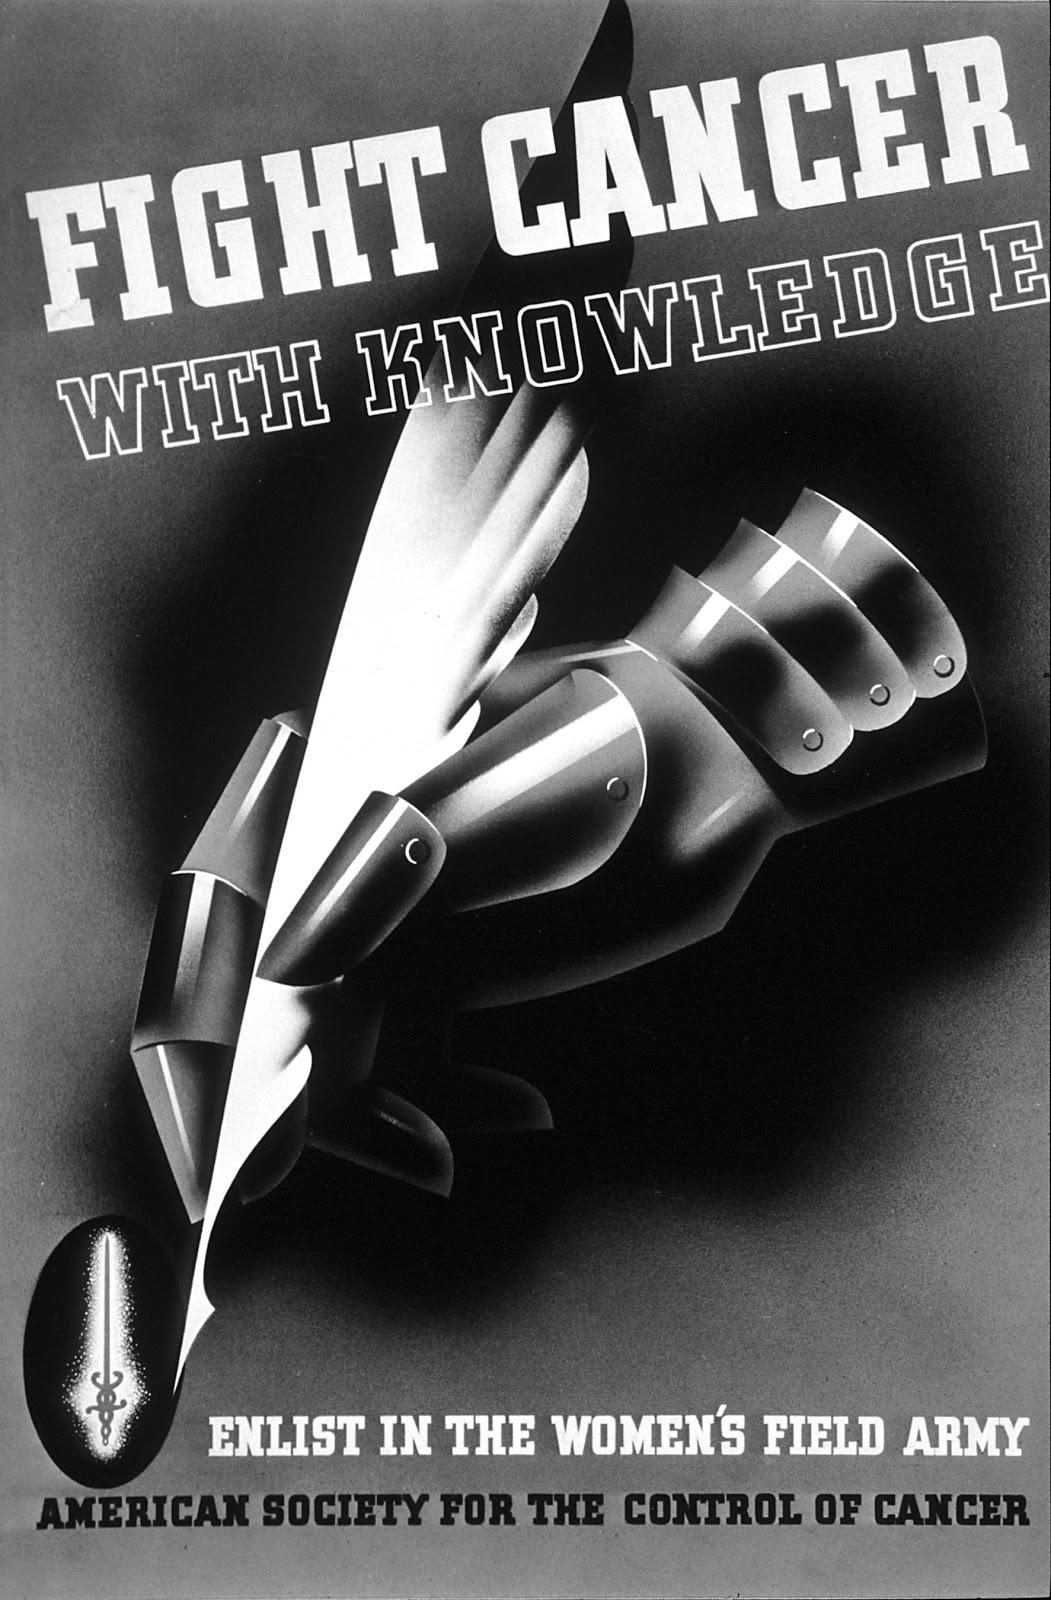 FIGHT CANCER
WITH KNOWLEDGE
ENLIST IN THE WOMEN'S FIELD ARMY
AMERICAN SOCIETY FOR THE CONTROL OF CANCER